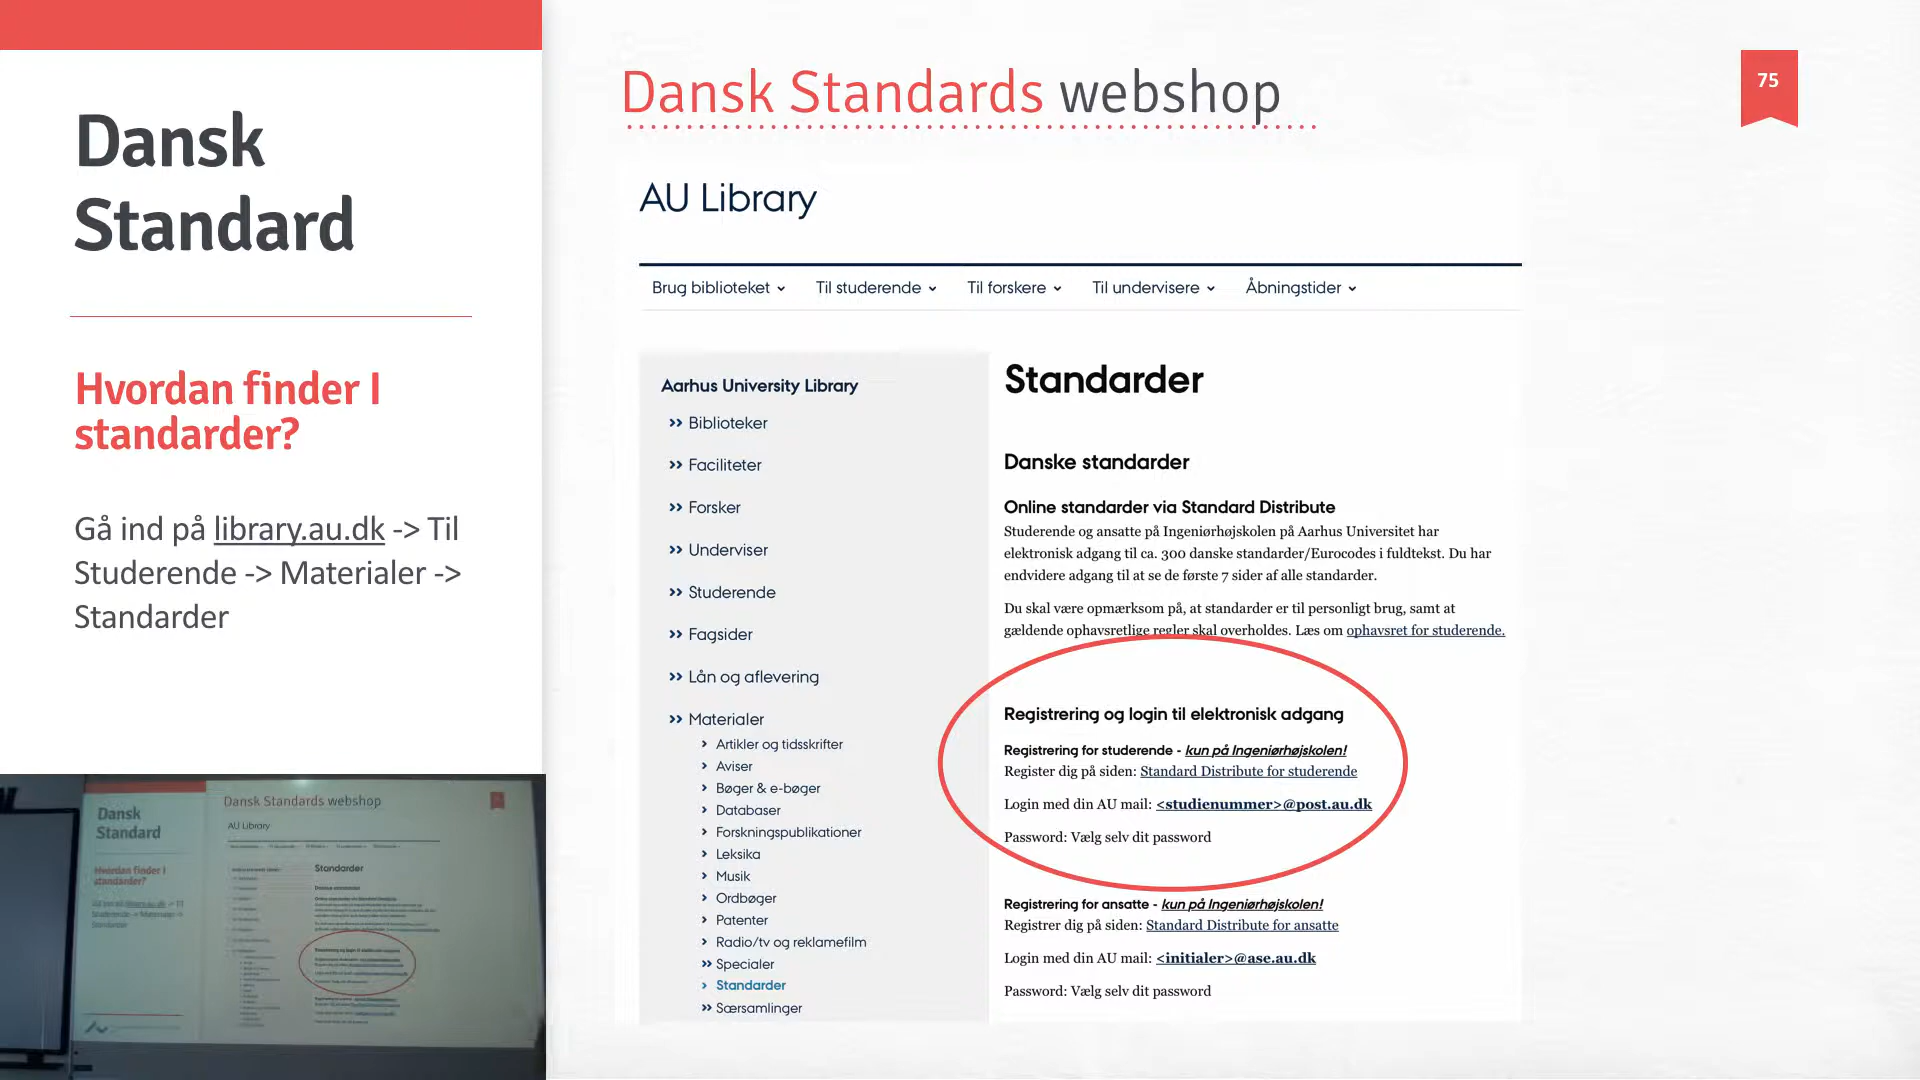 Dansk
Standard
Hvordan finder I
standarder?
Gå ind på library.au.dk -> Til
Studerende -> Materialer ->
Standarder
Dansk Standards webshop
75
AU Library
Brug biblioteket
Til studerende
Til forskere
Til undervisere
Åbningstider
Aarhus University Library
Biblioteker
Faciliteter
Forsker
Underviser
Studerende
Fagsider
Lån og aflevering
Materialer
Artikler og tidsskrifter
Aviser
Bøger & e-bøger
Databaser
Forskningspublikationer
Leksika
Musik
Ordbøger
Patenter
Radio/tv og reklamefilm
Specialer
Standarder
Særsamlinger
Standarder
Danske standarder
Online standarder via Standard Distribute
Studerende og ansatte på Ingeniørhøjskolen på Aarhus Universitet har
elektronisk adgang til ca. 300 danske standarder/Eurocodes i fuldtekst. Du har
endvidere adgang til at se de første 7 sider af alle standarder.
Du skal være opmærksom på, at standarder er til personligt brug, samt at
gældende ophavsretlige regler skal overholdes. Læs om ophavsret for studerende.
Registrering og login til elektronisk adgang
Registrering for studerende - kun på Ingeniørhøjskolen!
Register dig på siden: Standard Distribute for studerende
Login med din AU mail: <studienummer>@post.au.dk
Password: Vælg selv dit password
Registrering for ansatte - kun på Ingeniørhøjskolen!
Registrer dig på siden: Standard Distribute for ansatte
Login med din AU mail: <initialer>@ase.au.dk
Password: Vælg selv dit password
Dansk
Standard
Hvordan finder I
standarder?
Dansk Standards webshop
AU Library
Standarder